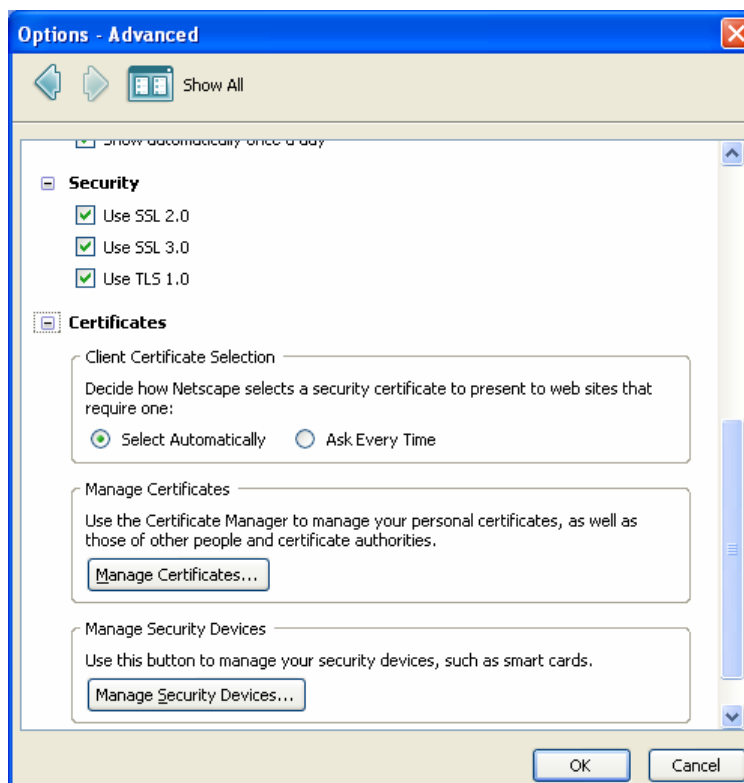 Options - Advanced
Show All
Show automatically once a day
Security
Use SSL 2.0
Use SSL 3.0
Use TLS 1.0
Certificates
Client Certificate Selection
Decide how Netscape selects a security certificate to present to web sites that
require one:
Select Automatically Ask Every Time
Manage Certificates
Use the Certificate Manager to manage your personal certificates, as well as
those of other people and certificate authorities.
Manage Certificates...
Manage Security Devices
Use this button to manage your security devices, such as smart cards.
Manage Security Devices...
OK Cancel